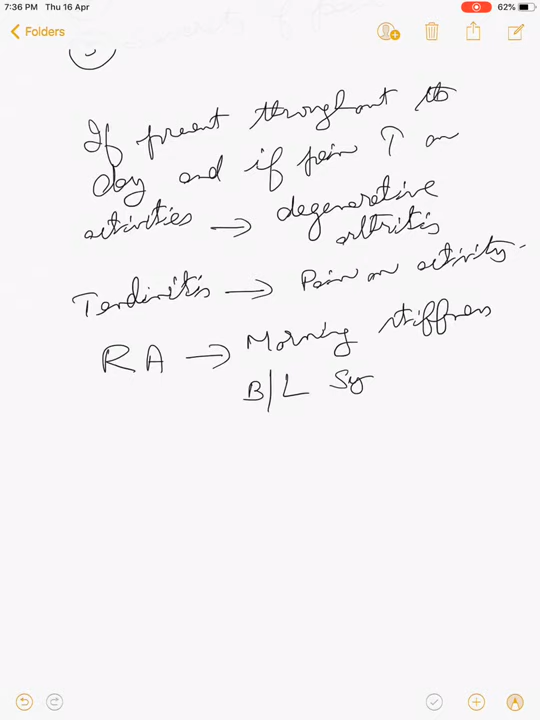 7:36 PM Thu 16 Apr 62%
Folders
If present throughout the
day and if pain ↑ on
activities → degenerative
arthritis
Tendinitis → Pain on activity.
RA → Morning stiffness
B/L Sy